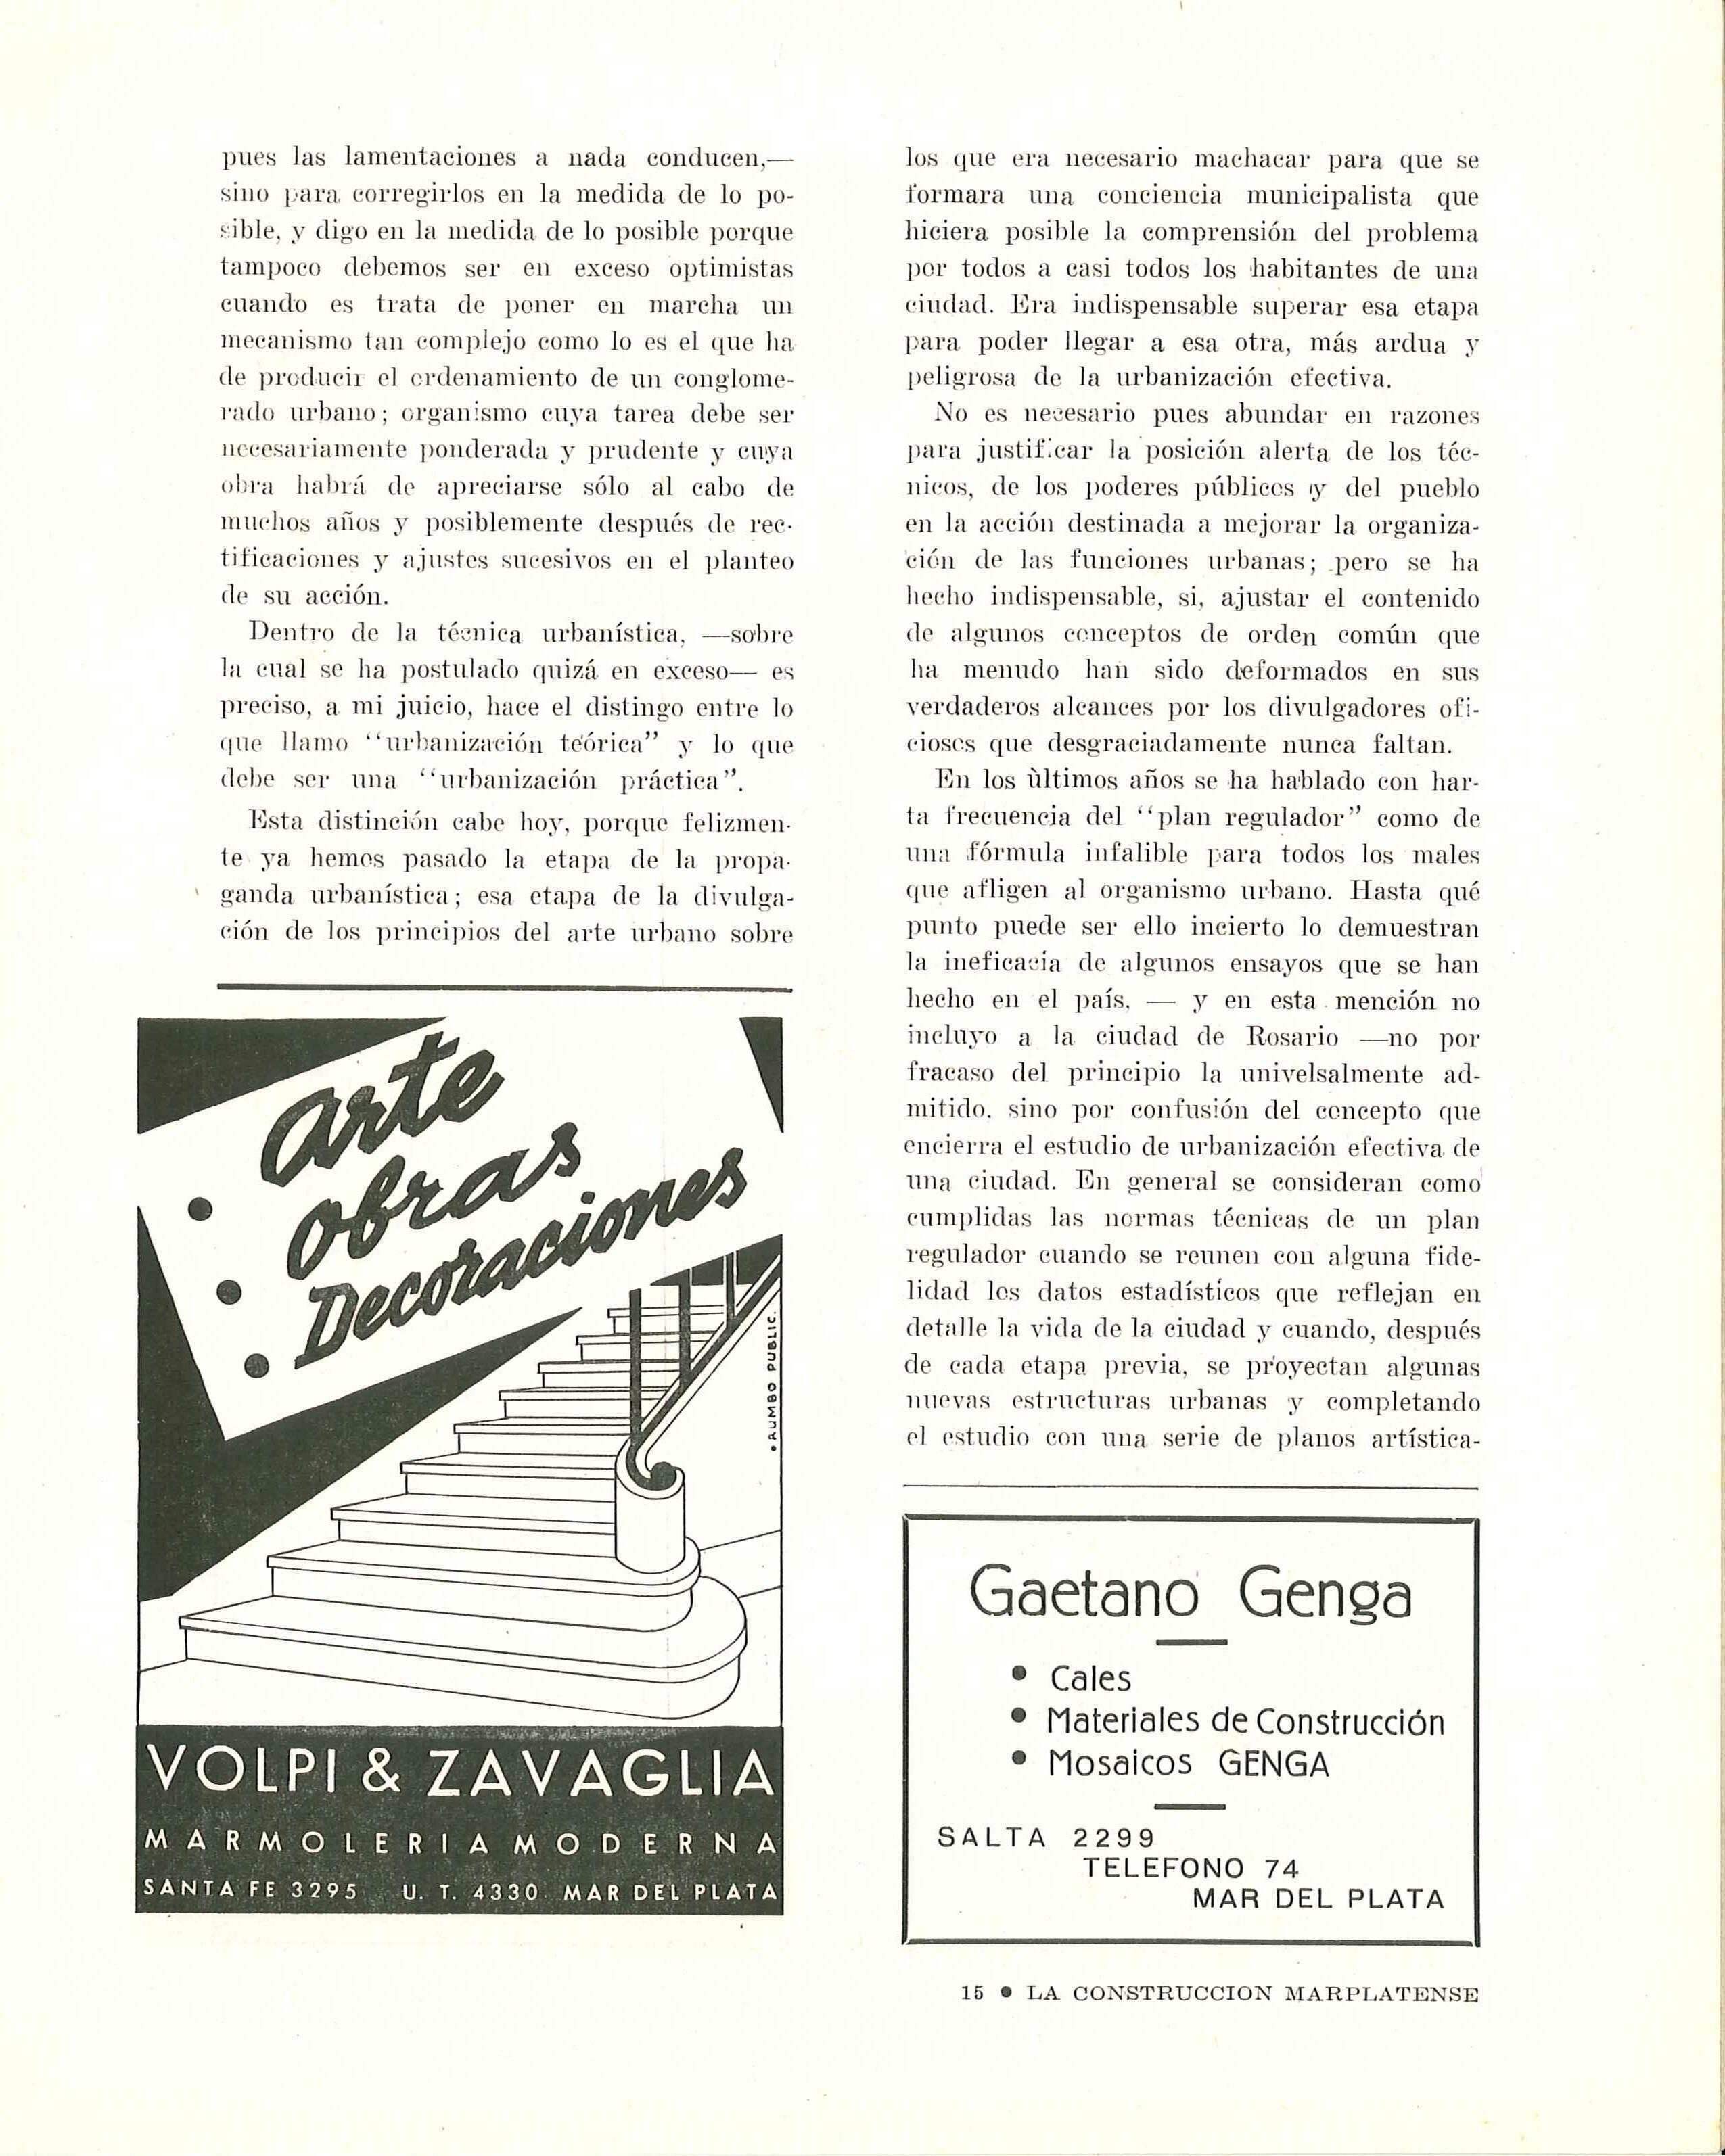 pues las lamentaciones a nada conducen,—
sino para corregirlos en la medida de lo po-
sible, y digo en la medida de lo posible porque
tampoco debemos ser en exceso optimistas
cuando es trata de poner en marcha un
mecanismo tan complejo como lo es el que ha
de producir el ordenamiento de un conglome-
rado urbano; organismo cuya tarea debe ser
necesariamente ponderada y prudente y cuya
obra habrá de apreciarse sólo al cabo de
muchos años y posiblemente después de rec-
tificaciones y ajustes sucesivos en el planteo
de su acción.
Dentro de la técnica urbanística, —sobre
la cual se ha postulado quizá en exceso— es
preciso, a mi juicio, hace el distingo entre lo
que llamo “urbanización teórica” y lo que
debe ser una “urbanización práctica”.
Esta distinción cabe hoy, porque felizmen-
te ya hemos pasado la etapa de la propa-
ganda urbanística; esa etapa de la divulga-
ción de los principios del arte urbano sobre
los que era necesario machacar para que se
formara una conciencia municipalista que
hiciera posible la comprensión del problema
por todos a casi todos los habitantes de una
ciudad. Era indispensable superar esa etapa
para poder llegar a esa otra, más ardua y
peligrosa de la urbanización efectiva.
No es necesario pues abundar en razones
para justificar la posición alerta de los téc-
nicos, de los poderes públicos y del pueblo
en la acción destinada a mejorar la organiza-
ción de las funciones urbanas; pero se ha
hecho indispensable, si, ajustar el contenido
de algunos conceptos de orden común que
ha menudo han sido deformados en sus
verdaderos alcances por los divulgadores ofi-
ciosos que desgraciadamente nunca faltan.
En los ùltimos años se ha hablado con har-
ta frecuencia del “plan regulador” como de
una fórmula infalible para todos los males
que afligen al organismo urbano. Hasta qué
punto puede ser ello incierto lo demuestran
la ineficacia de algunos ensayos que se han
hecho en el país, — y en esta mención no
incluyo a la ciudad de Rosario —no por
fracaso del principio la univelsalmente ad-
mitido. sino por confusión del concepto que
encierra el estudio de urbanización efectiva de
una ciudad. En general se consideran como
cumplidas las normas técnicas de un plan
regulador cuando se reunen con alguna fide-
lidad los datos estadísticos que reflejan en
detalle la vida de la ciudad y cuando, después
de cada etapa previa, se proyectan algunas
nuevas estructuras urbanas y completando
el estudio con una serie de planos artística-
• Arte
• obras
• Decoraciones
• RUMBO PUBLIC.
VOLPI & ZAVAGLIA
MARMOLERIA MODERNA
SANTA FE 3295 U. T. 4330 MAR DEL PLATA
Gaetano Genga
• Cales
• Materiales de Construcción
• Mosaicos GENGA
SALTA 2299
TELEFONO 74
MAR DEL PLATA
15 • LA CONSTRUCCION MARPLATENSE